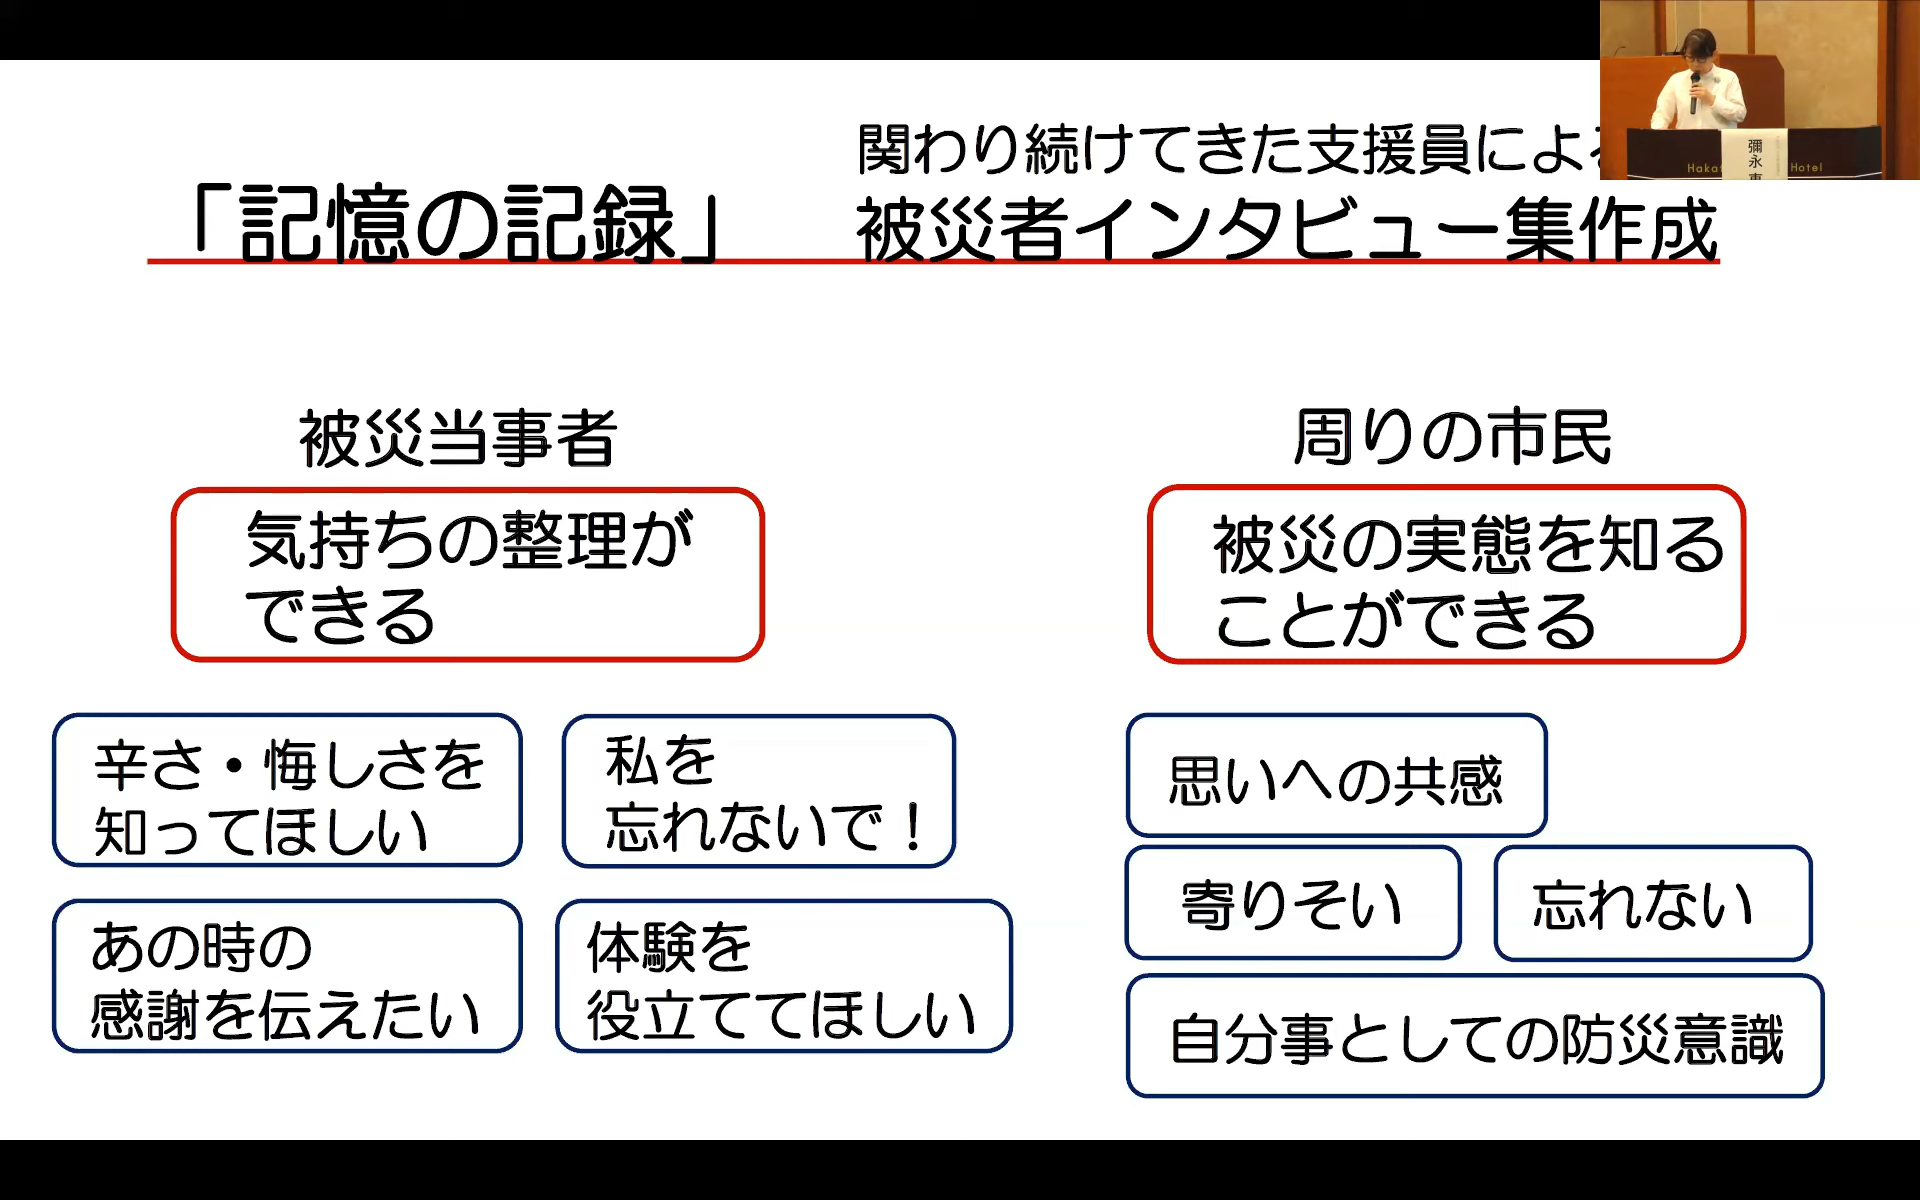 関わり続けてきた支援員によ
「記憶の記録」 被災者インタビュー集作成
被災当事者
気持ちの整理が
できる
辛さ・悔しさを
知ってほしい
私を
忘れないで！
あの時の
感謝を伝えたい
体験を
役立ててほしい
周りの市民
被災の実態を知る
ことができる
思いへの共感
寄りそい
忘れない
自分事としての防災意識
彌永
Hotel